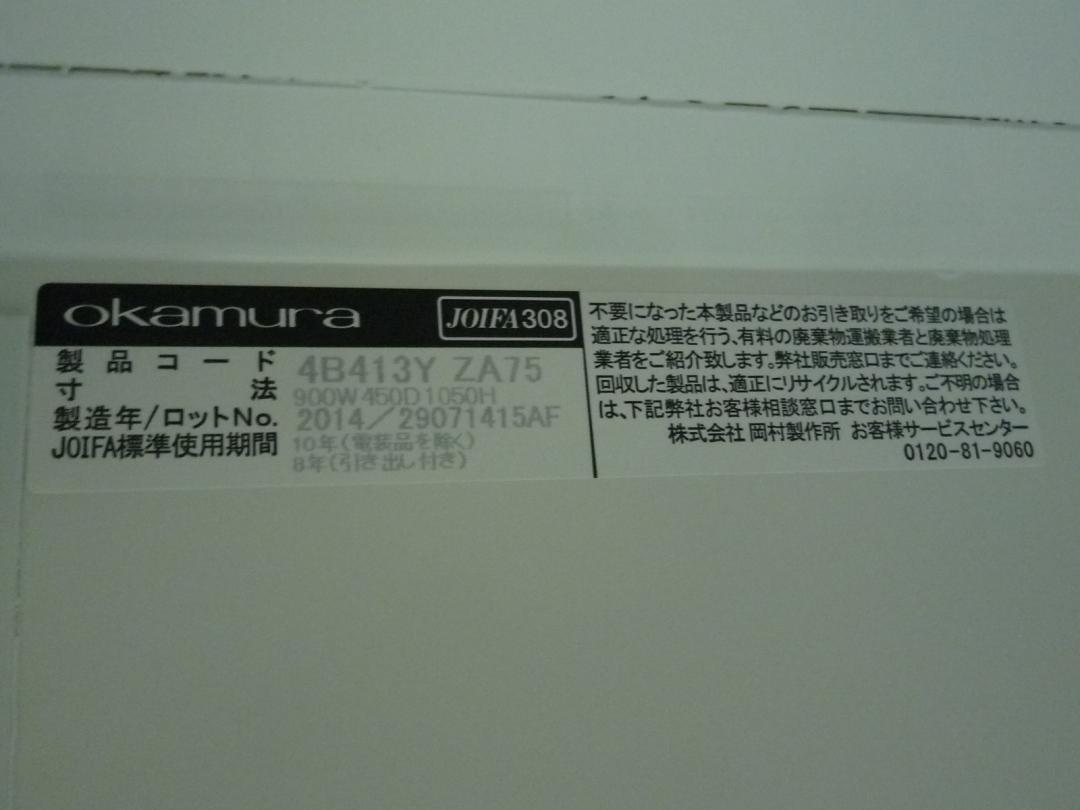 okamura JOIFA308
製品コード 4B413Y ZA75
寸法 900W450D1050H
製造年/ロットNo. 2014/29071415AF
JOIFA標準使用期間 10年(電装品を除く)
8年(引き出し付き)
不要になった本製品などのお引き取りをご希望の場合は
適正な処理を行う、有料の廃棄物運搬業者と廃棄物処理
業者をご紹介致します。弊社販売窓口までご連絡ください。
回収した製品は、適正にリサイクルされます。ご不明の場合
は、下記弊社お客様相談窓口までお問い合わせ下さい。
株式会社 岡村製作所 お客様サービスセンター
0120-81-9060